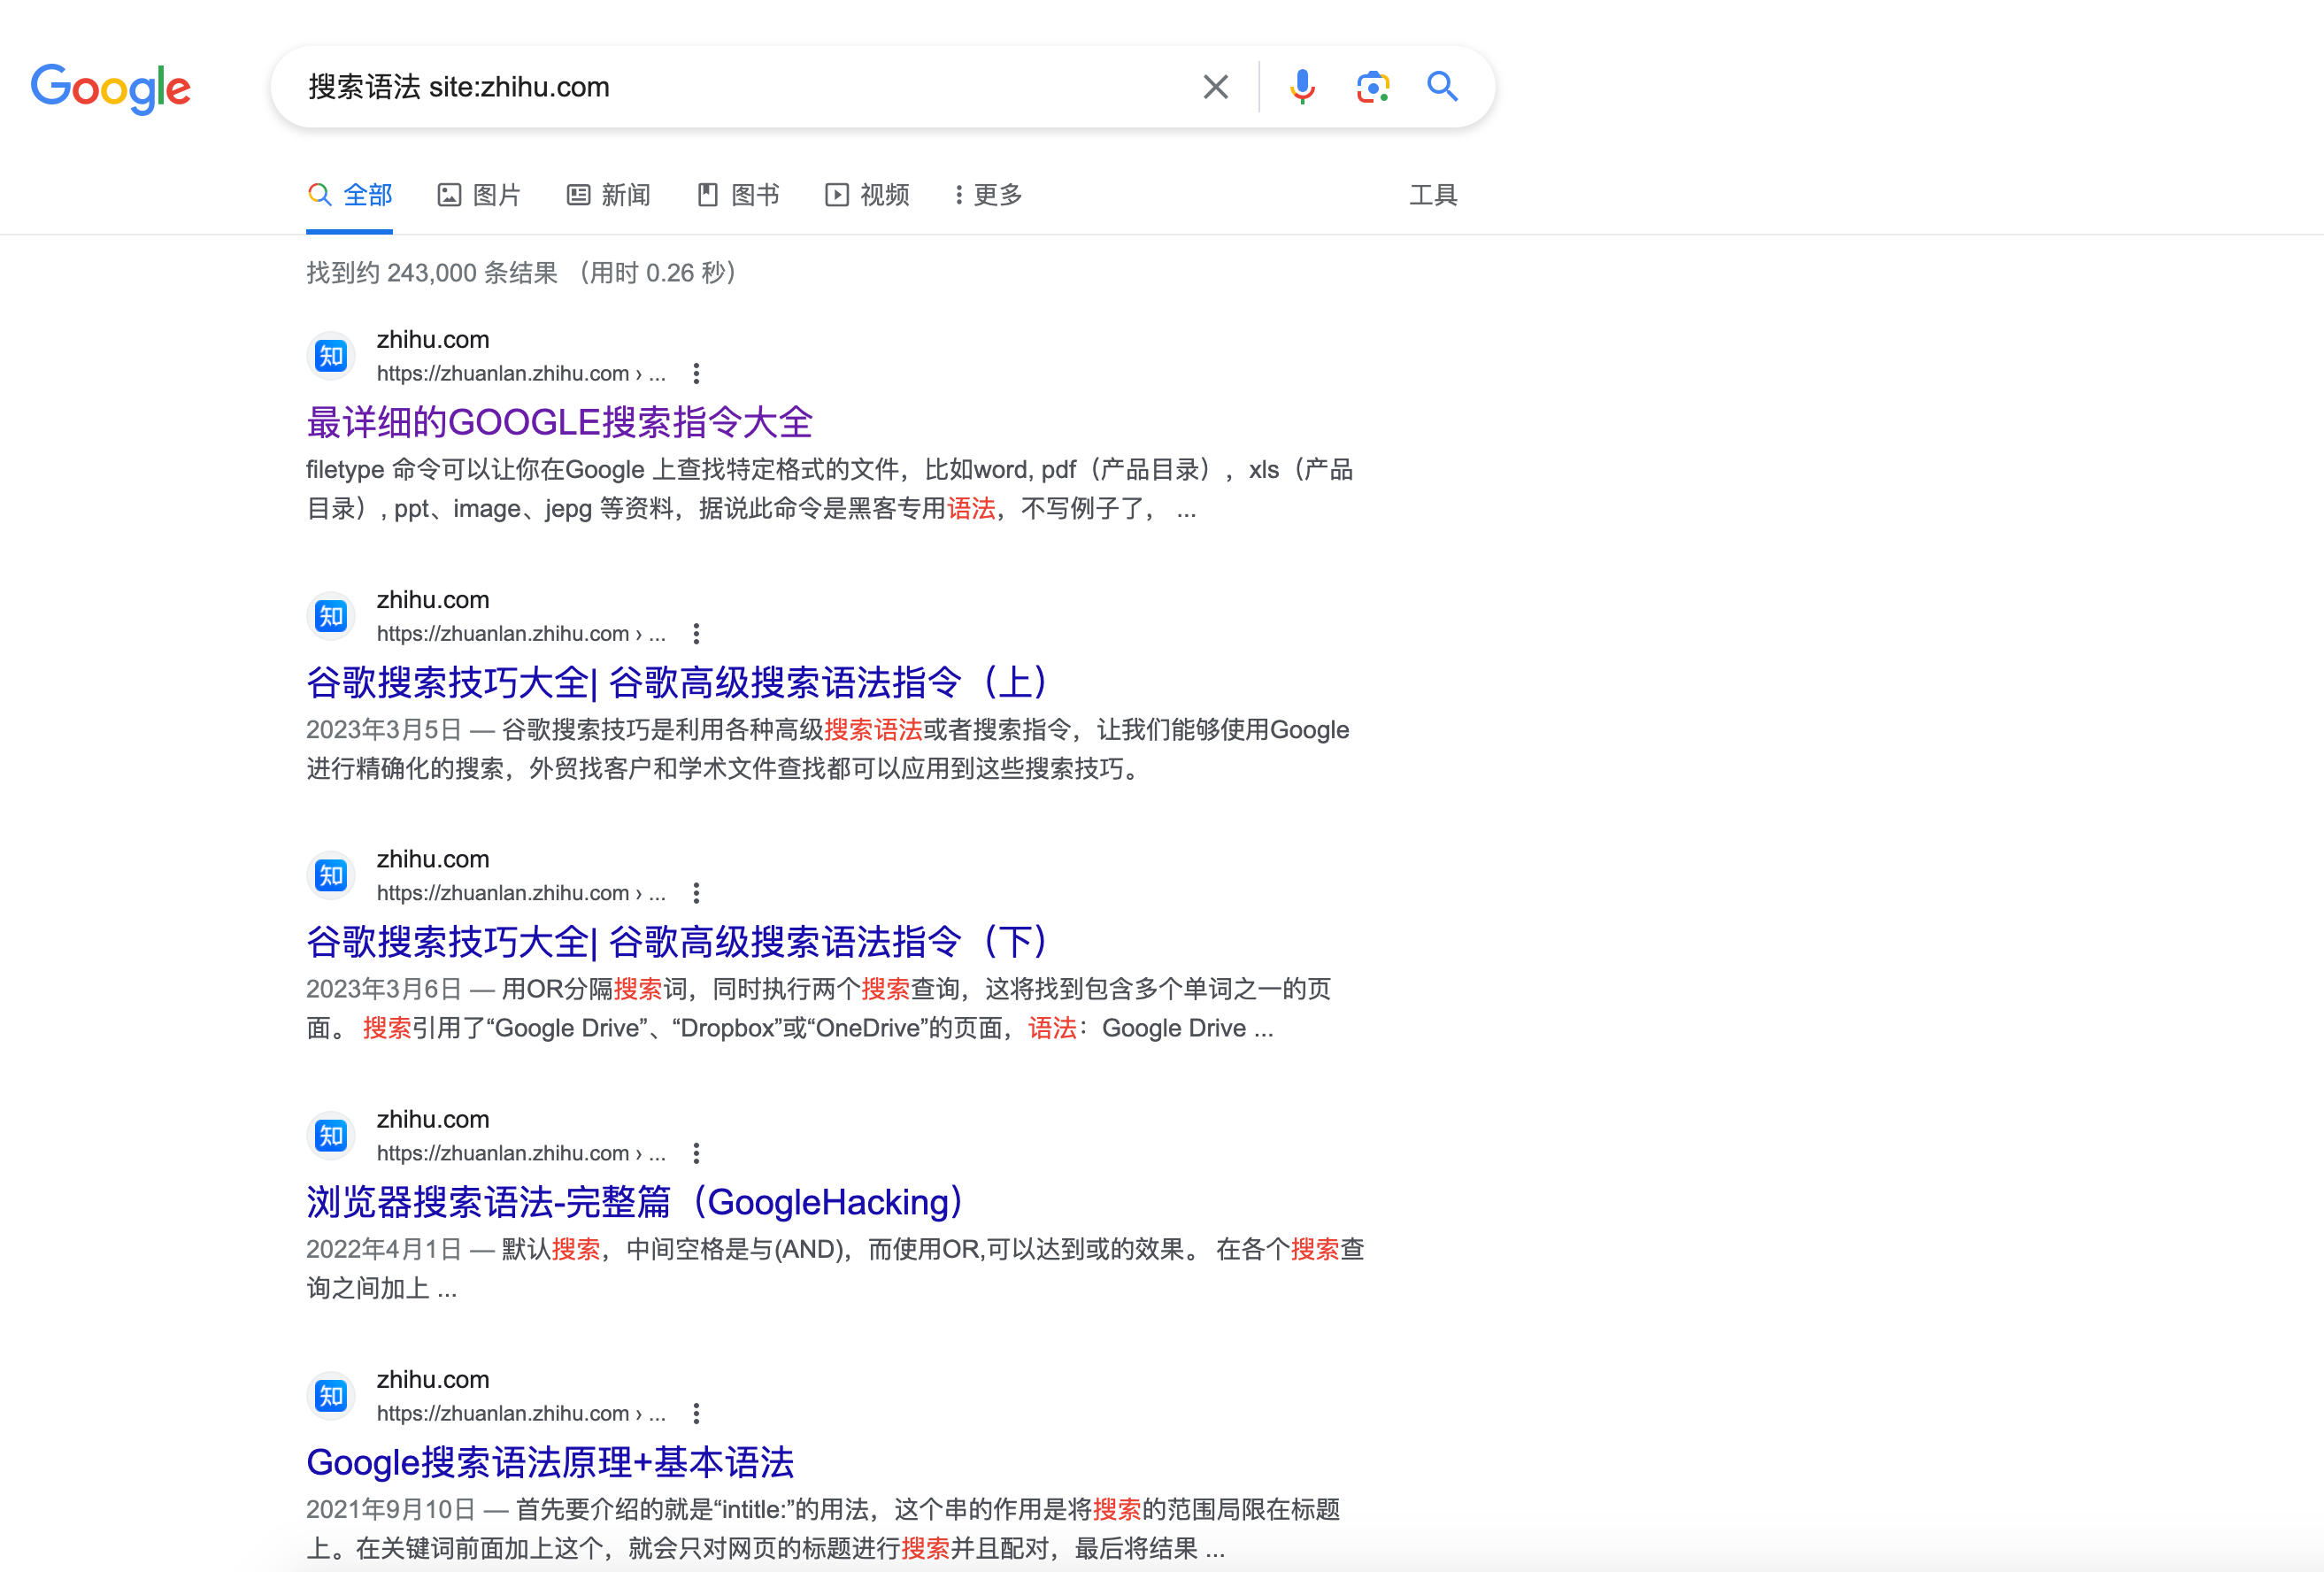 Google
搜索语法 site:zhihu.com
全部 图片 新闻 图书 视频 更多 工具
找到约 243,000 条结果 （用时 0.26 秒）
知 zhihu.com
https://zhuanlan.zhihu.com › ...
最详细的GOOGLE搜索指令大全
filetype 命令可以让你在Google 上查找特定格式的文件，比如word, pdf（产品目录）, xls（产品
目录）, ppt、image、jepg 等资料，据说此命令是黑客专用语法，不写例子了， ...
知 zhihu.com
https://zhuanlan.zhihu.com › ...
谷歌搜索技巧大全| 谷歌高级搜索语法指令（上）
2023年3月5日 — 谷歌搜索技巧是利用各种高级搜索语法或者搜索指令，让我们能够使用Google
进行精确化的搜索，外贸找客户和学术文件查找都可以应用到这些搜索技巧。
知 zhihu.com
https://zhuanlan.zhihu.com › ...
谷歌搜索技巧大全| 谷歌高级搜索语法指令（下）
2023年3月6日 — 用OR分隔搜索词，同时执行两个搜索查询，这将找到包含多个单词之一的页
面。 搜索引用了“Google Drive”、“Dropbox”或“OneDrive”的页面，语法：Google Drive ...
知 zhihu.com
https://zhuanlan.zhihu.com › ...
浏览器搜索语法-完整篇（GoogleHacking）
2022年4月1日 — 默认搜索，中间空格是与(AND)，而使用OR,可以达到或的效果。 在各个搜索查
询之间加上 ...
知 zhihu.com
https://zhuanlan.zhihu.com › ...
Google搜索语法原理+基本语法
2021年9月10日 — 首先要介绍的就是“intitle:”的用法，这个串的作用是将搜索的范围局限在标题
上。在关键词前面加上这个，就会只对网页的标题进行搜索并且配对，最后将结果 ...